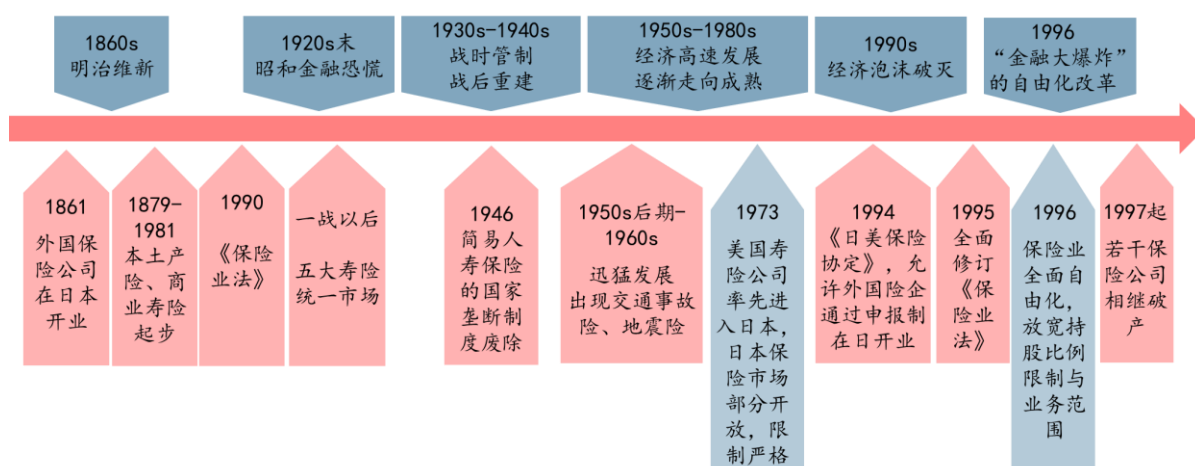 1860s
明治维新
1920s末
昭和金融恐慌
1930s-1940s
战时管制
战后重建
1950s-1980s
经济高速发展
逐渐走向成熟
1990s
经济泡沫破灭
1996
“金融大爆炸”
的自由化改革
1861
外国保
险公司
在日本
开业
1879-
1981
本土产
险、商
业寿险
起步
1990
《保险
业法》
一战以后
五大寿险
统一市场
1946
简易人
寿保险
的国家
垄断制
度废除
1950s后期-
1960s
迅猛发展
出现交通事故
险、地震险
1973
美国寿
险公司
率先进
入日本，
日本保
险市场
部分开
放，限
制严格
1994
《日美保险
协定》，允
许外国险企
通过申报制
在日开业
1995
全面
修订
《保
险业
法》
1996
保险业
全面自
由化，
放宽持
股比例
限制与
业务范
围
1997起
若干保
险公司
相继破
产